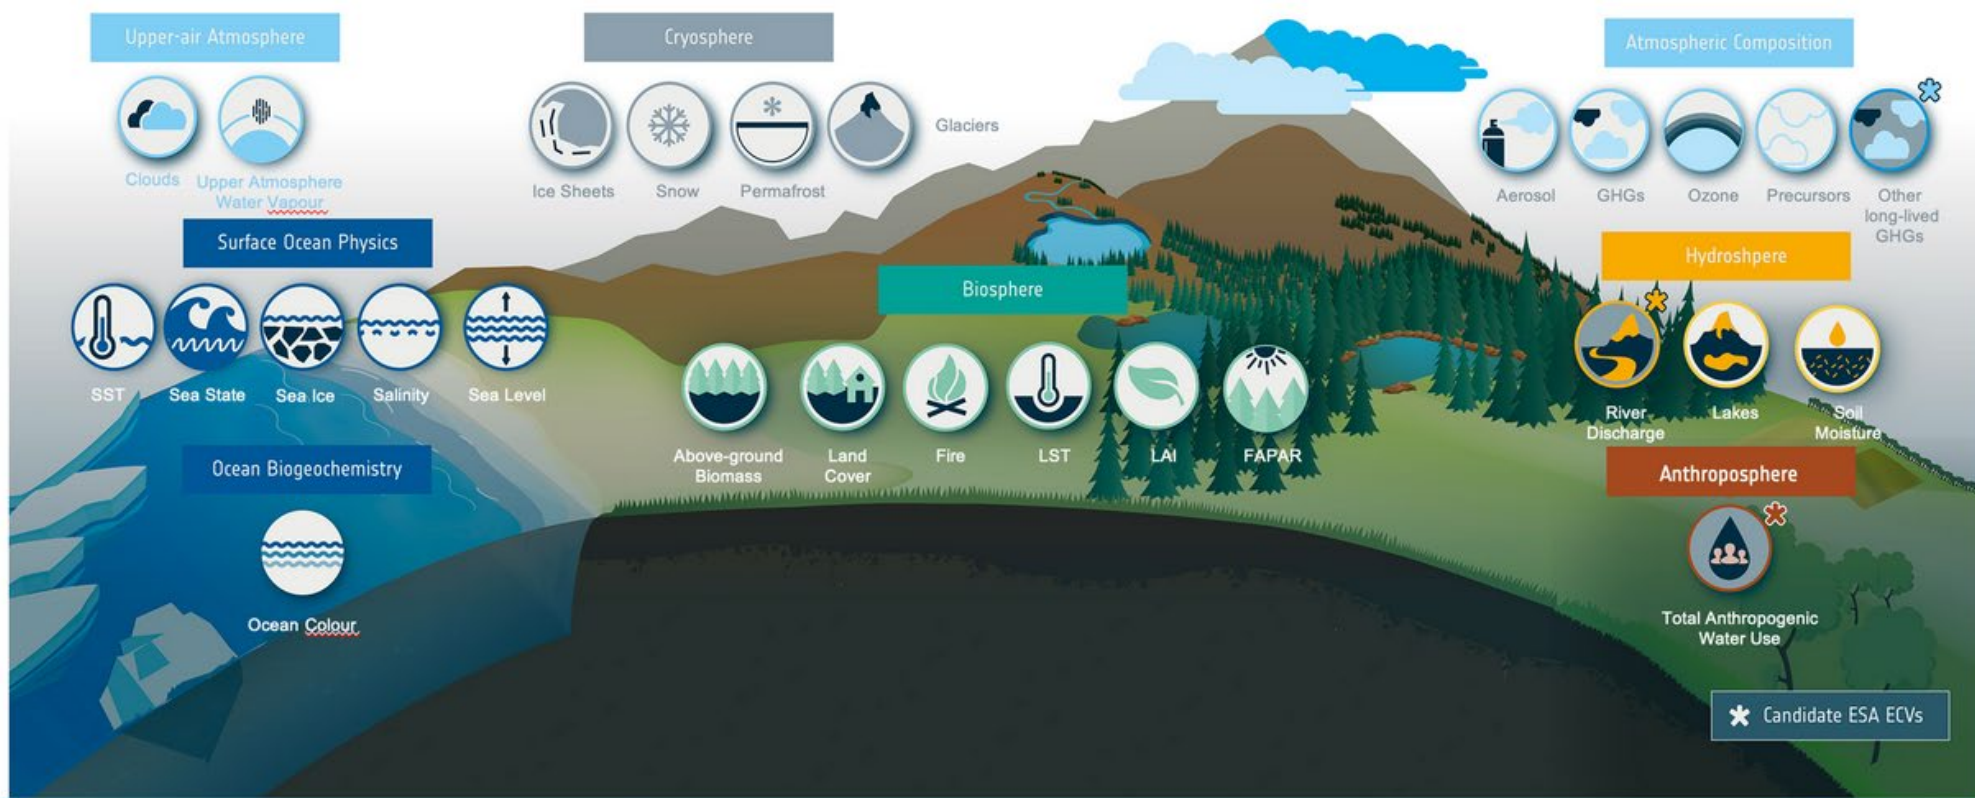 Upper-air Atmosphere
Clouds
Upper Atmosphere
Water Vapour
Cryosphere
Ice Sheets
Snow
Permafrost
Glaciers
Atmospheric Composition
Aerosol
GHGs
Ozone
Precursors
Other
long-lived
GHGs
Surface Ocean Physics
SST
Sea State
Sea Ice
Salinity
Sea Level
Biosphere
Above-ground
Biomass
Land
Cover
Fire
LST
LAI
FAPAR
Hydroshpere
River
Discharge
Lakes
Soil
Moisture
Ocean Biogeochemistry
Ocean Colour
Anthroposphere
Total Anthropogenic
Water Use
Candidate ESA ECVs